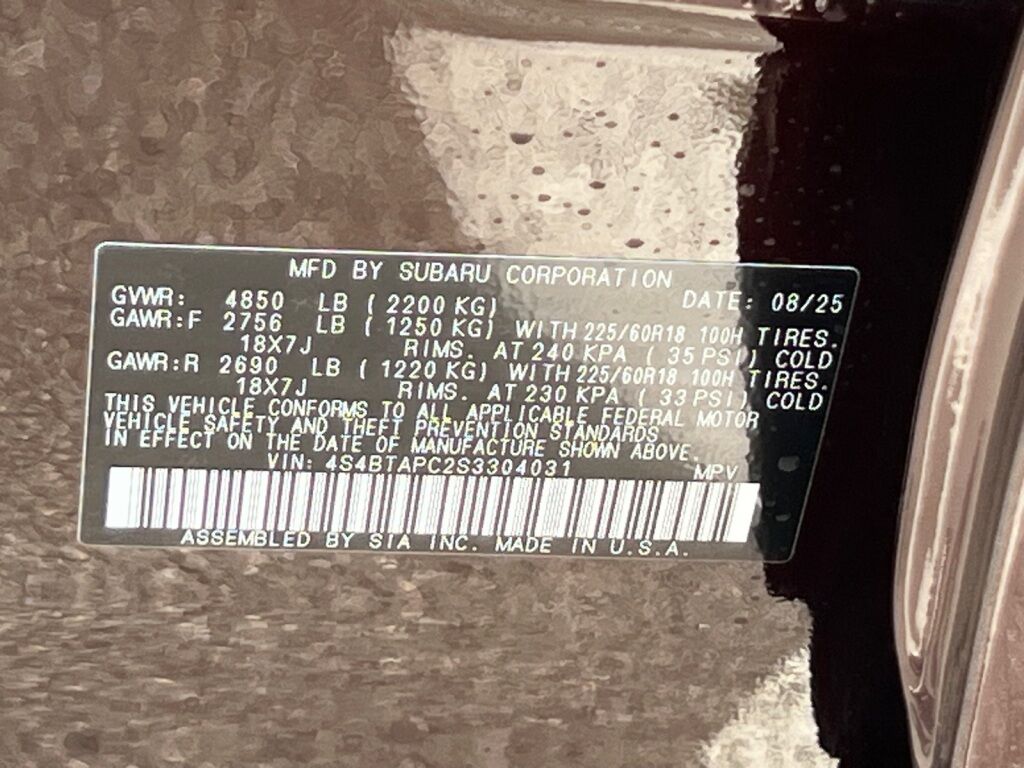 MFD BY SUBARU CORPORATION
GVWR: 4850 LB ( 2200 KG) DATE: 08/25
GAWR:F 2756 LB ( 1250 KG) WITH 225/60R18 100H TIRES.
18X7J RIMS. AT 240 KPA ( 35 PSI) COLD
GAWR:R 2690 LB ( 1220 KG) WITH 225/60R18 100H TIRES.
18X7J RIMS. AT 230 KPA ( 33 PSI) COLD
THIS VEHICLE CONFORMS TO ALL APPLICABLE FEDERAL MOTOR
VEHICLE SAFETY AND THEFT PREVENTION STANDARDS
IN EFFECT ON THE DATE OF MANUFACTURE SHOWN ABOVE.
VIN: 4S4BTAPC2S3304031 MPV
ASSEMBLED BY SIA INC. MADE IN U.S.A.